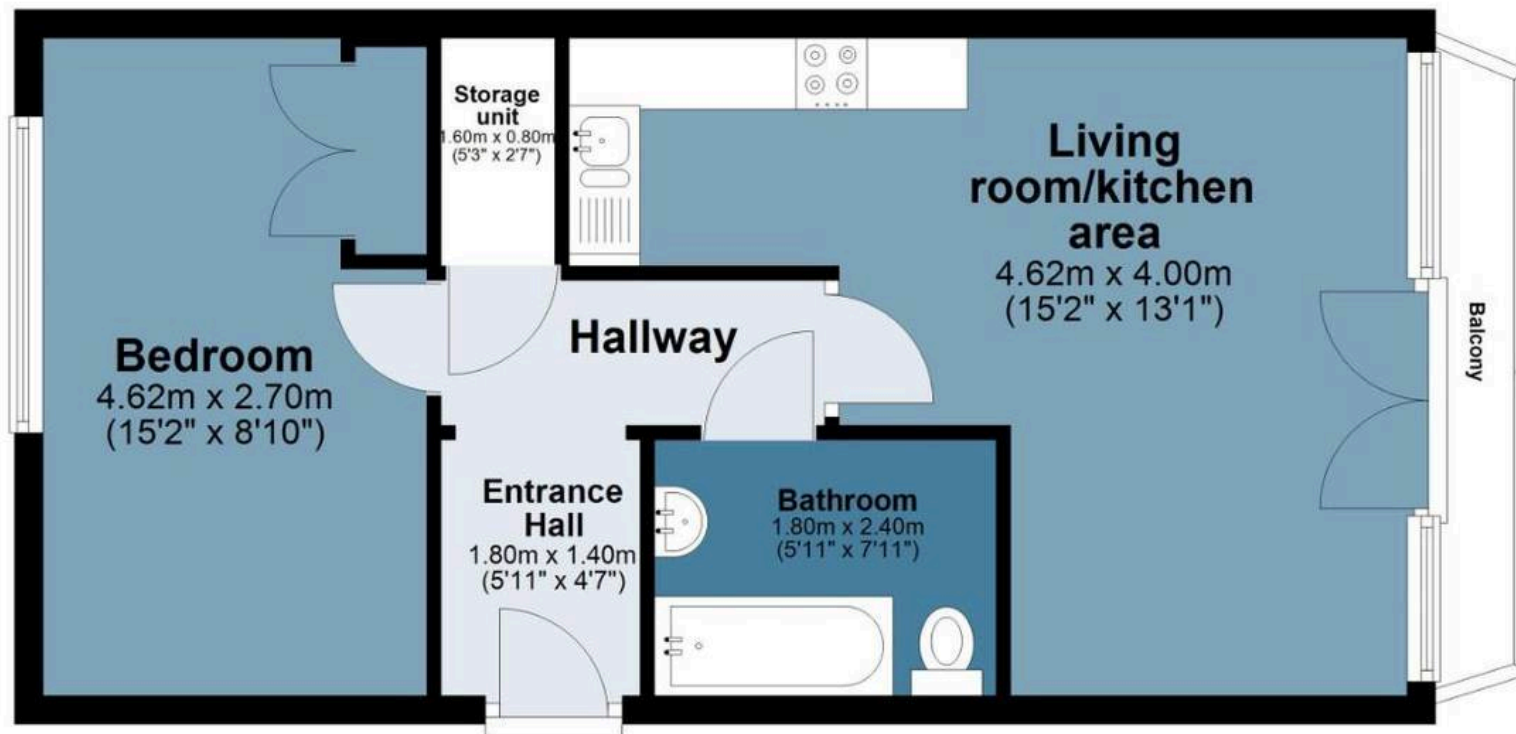 Storage
unit
1.60m x 0.80m
(5'3" x 2'7")
Living
room/kitchen
area
4.62m x 4.00m
(15'2" x 13'1")
Balcony
Hallway
Bedroom
4.62m x 2.70m
(15'2" x 8'10")
Entrance
Hall
1.80m x 1.40m
(5'11" x 4'7")
Bathroom
1.80m x 2.40m
(5'11" x 7'11")